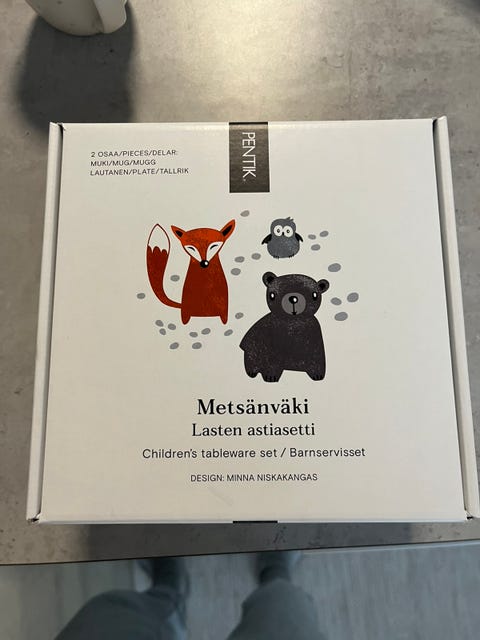 2 OSAA/PIECES/DELAR:
MUKI/MUG/MUGG
LAUTANEN/PLATE/TALLRIK
PENTIK
Metsänväki
Lasten astiasetti
Children's tableware set / Barnservisset
DESIGN: MINNA NISKAKANGAS